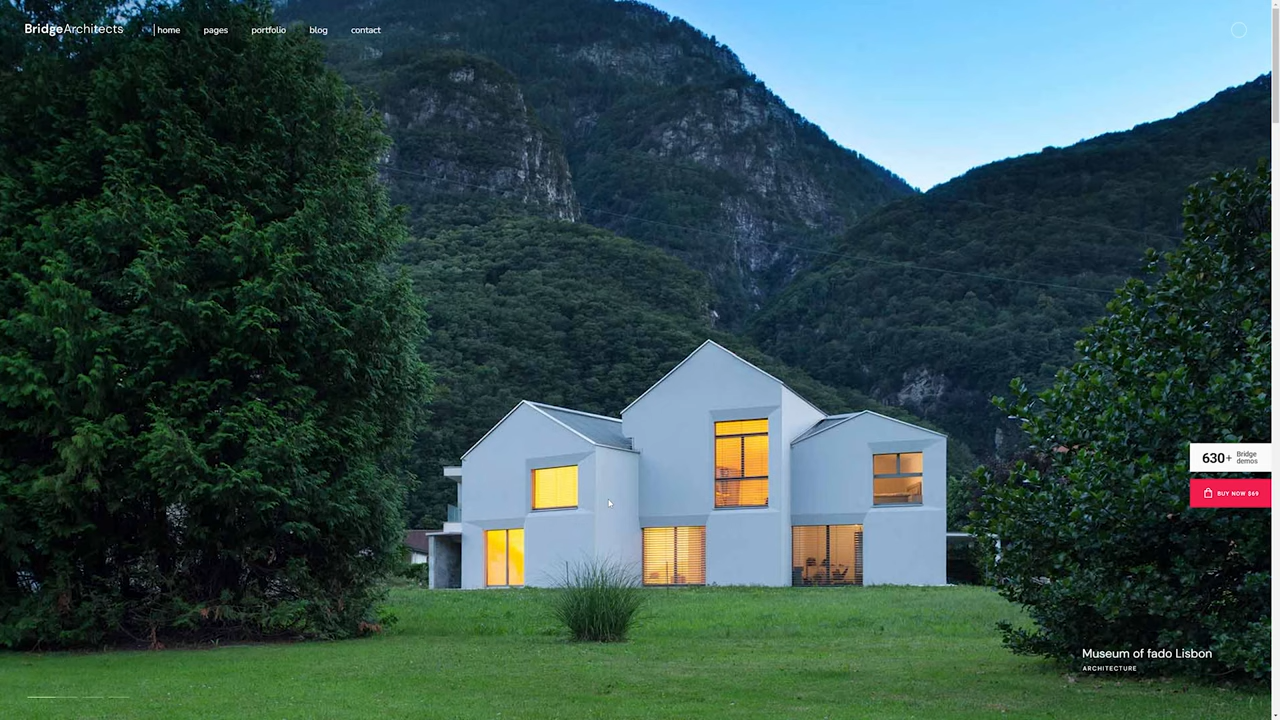 BridgeArchitects
home pages portfolio blog contact
630+ Bridge demos
BUY NOW $69
Museum of fado Lisbon
ARCHITECTURE